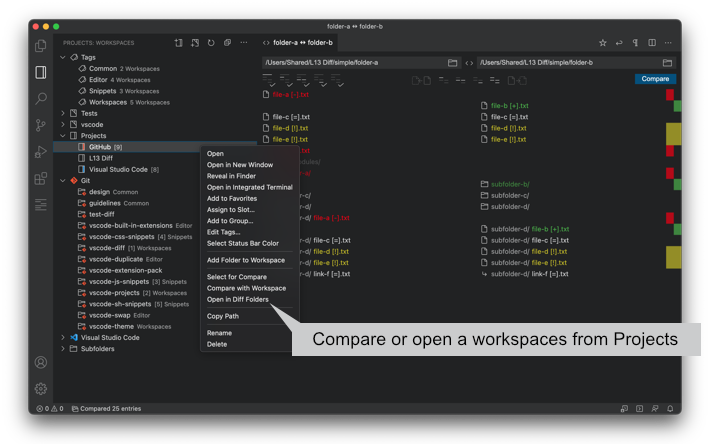 folder-a ↔ folder-b
PROJECTS: WORKSPACES
folder-a ↔ folder-b
/Users/Shared/L13 Diff/simple/folder-a
/Users/Shared/L13 Diff/simple/folder-b
Compare
Tags
Common 2 Workspaces
Editor 4 Workspaces
Snippets 3 Workspaces
Workspaces 5 Workspaces
Tests
vscode
Projects
GitHub [9]
L13 Diff
Visual Studio Code [8]
Git
design Common
guidelines Common
test-diff
vscode-built-in-extensions Editor
vscode-css-snippets [4] Snippets
vscode-diff [1] Workspaces
vscode-duplicate Editor
vscode-extension-pack
vscode-js-snippets [3] Snippets
vscode-projects [2] Workspaces
vscode-sh-snippets [5] Snippets
vscode-swap Editor
vscode-theme Workspaces
Visual Studio Code
Subfolders
Open
Open in New Window
Reveal in Finder
Open in Integrated Terminal
Add to Favorites
Assign to Slot...
Add to Group...
Edit Tags...
Select Status Bar Color
Add Folder to Workspace
Select for Compare
Compare with Workspace
Open in Diff Folders
Copy Path
Rename
Delete
file-a [-].txt
file-c [=].txt
file-d [!].txt
file-e [!].txt
.txt
odules/
-a/
r-c/
r-d/
r-d/ file-a [-].txt
r-d/ file-c [=].txt
r-d/ file-d [!].txt
r-d/ file-e [!].txt
r-d/ link-f [=].txt
file-b [+].txt
file-c [=].txt
file-d [!].txt
file-e [!].txt
subfolder-b/
subfolder-c/
subfolder-d/
subfolder-d/ file-b [+].txt
subfolder-d/ file-c [=].txt
subfolder-d/ file-d [!].txt
subfolder-d/ file-e [!].txt
subfolder-d/ link-f [=].txt
Compare or open a workspaces from Projects
0 0 Compared 25 entries